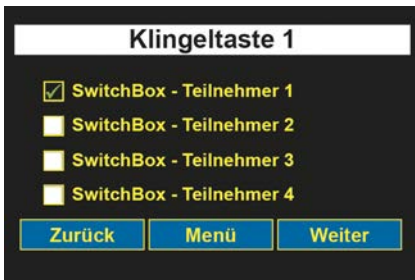 Klingeltaste 1
SwitchBox - Teilnehmer 1
SwitchBox - Teilnehmer 2
SwitchBox - Teilnehmer 3
SwitchBox - Teilnehmer 4
Zurück Menü Weiter